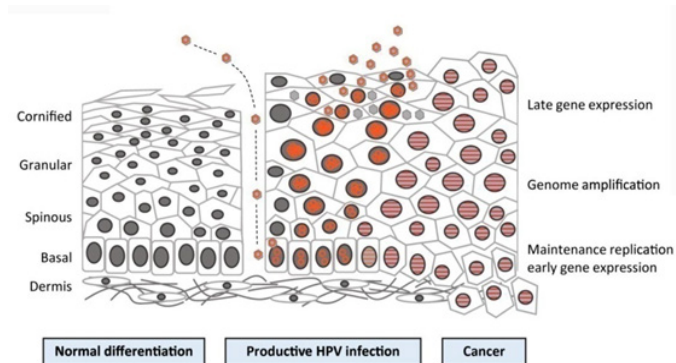 Cornified
Granular
Spinous
Basal
Dermis
Late gene expression
Genome amplification
Maintenance replication
early gene expression
Normal differentiation
Productive HPV infection
Cancer